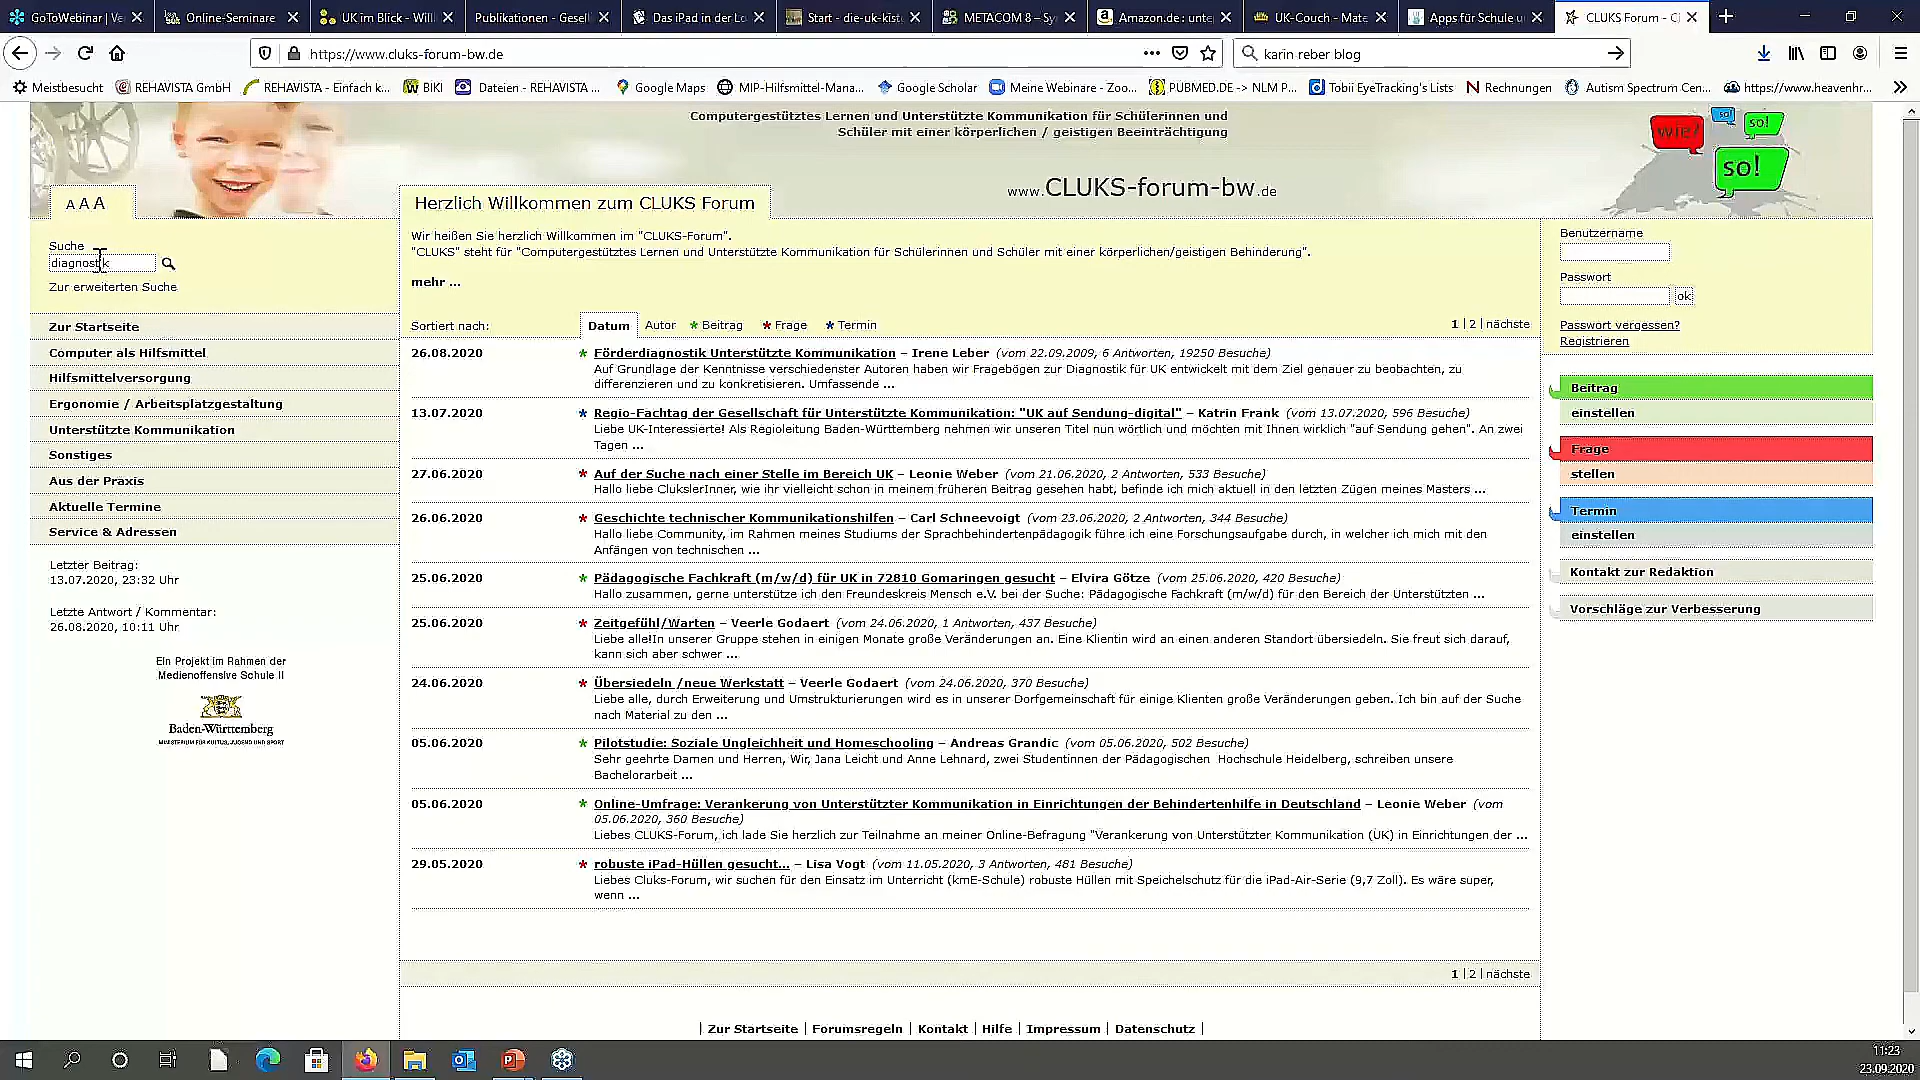 GoToWebinar | Ve
Online-Seminare
UK im Blick - Will
Publikationen - Gesell
Das iPad in der Lo
Start - die-uk-kist
METACOM 8 – Sy
Amazon.de : unte
UK-Couch - Mate
Apps für Schule u
CLUKS Forum - C
https://www.cluks-forum-bw.de
karin reber blog
Meistbesucht
REHAVISTA GmbH
REHAVISTA - Einfach k...
BIKI
Dateien - REHAVISTA ...
Google Maps
MIP-Hilfsmittel-Mana...
Google Scholar
Meine Webinare - Zoo...
PUBMED.DE -> NLM P...
Tobii EyeTracking's Lists
Rechnungen
Autism Spectrum Cen...
https://www.heavenhr...
Computergestütztes Lernen und Unterstützte Kommunikation für Schülerinnen und
Schüler mit einer körperlichen / geistigen Beeinträchtigung
www.CLUKS-forum-bw.de
wie?
so!
so!
so!
A A A
Suche
diagnostik
Zur erweiterten Suche
Zur Startseite
Computer als Hilfsmittel
Hilfsmittelversorgung
Ergonomie / Arbeitsplatzgestaltung
Unterstützte Kommunikation
Sonstiges
Aus der Praxis
Aktuelle Termine
Service & Adressen
Letzter Beitrag:
13.07.2020, 23:32 Uhr
Letzte Antwort / Kommentar:
26.08.2020, 10:11 Uhr
Ein Projekt im Rahmen der
Medienoffensive Schule II
Baden-Württemberg
MINISTERIUM FÜR KULTUS, JUGEND UND SPORT
Herzlich Willkommen zum CLUKS Forum
Wir heißen Sie herzlich Willkommen im "CLUKS-Forum".
"CLUKS" steht für "Computergestütztes Lernen und Unterstützte Kommunikation für Schülerinnen und Schüler mit einer körperlichen/geistigen Behinderung".
mehr ...
Sortiert nach: Datum Autor * Beitrag * Frage * Termin 1 | 2 | nächste
26.08.2020 * Förderdiagnostik Unterstützte Kommunikation – Irene Leber (vom 22.09.2009, 6 Antworten, 19250 Besuche)
Auf Grundlage der Kenntnisse verschiedenster Autoren haben wir Fragebögen zur Diagnostik für UK entwickelt mit dem Ziel genauer zu beobachten, zu
differenzieren und zu konkretisieren. Umfassende ...
13.07.2020 * Regio-Fachtag der Gesellschaft für Unterstützte Kommunikation: "UK auf Sendung-digital" – Katrin Frank (vom 13.07.2020, 596 Besuche)
Liebe UK-Interessierte! Als Regioleitung Baden-Württemberg nehmen wir unseren Titel nun wörtlich und möchten mit Ihnen wirklich "auf Sendung gehen". An zwei
Tagen ...
27.06.2020 * Auf der Suche nach einer Stelle im Bereich UK – Leonie Weber (vom 21.06.2020, 2 Antworten, 533 Besuche)
Hallo liebe ClukslerInner, wie ihr vielleicht schon in meinem früheren Beitrag gesehen habt, befinde ich mich aktuell in den letzten Zügen meines Masters ...
26.06.2020 * Geschichte technischer Kommunikationshilfen – Carl Schneevoigt (vom 23.06.2020, 2 Antworten, 344 Besuche)
Hallo liebe Community, im Rahmen meines Studiums der Sprachbehindertenpädagogik führe ich eine Forschungsaufgabe durch, in welcher ich mich mit den
Anfängen von technischen ...
25.06.2020 * Pädagogische Fachkraft (m/w/d) für UK in 72810 Gomaringen gesucht – Elvira Götze (vom 25.06.2020, 420 Besuche)
Hallo zusammen, gerne unterstütze ich den Freundeskreis Mensch e.V. bei der Suche: Pädagogische Fachkraft (m/w/d) für den Bereich der Unterstützten ...
25.06.2020 * Zeitgefühl/Warten – Veerle Godaert (vom 24.06.2020, 1 Antworten, 437 Besuche)
Liebe alle!In unserer Gruppe stehen in einigen Monate große Veränderungen an. Eine Klientin wird an einen anderen Standort übersiedeln. Sie freut sich darauf,
kann sich aber schwer ...
24.06.2020 * Übersiedeln /neue Werkstatt – Veerle Godaert (vom 24.06.2020, 370 Besuche)
Liebe alle, durch Erweiterung und Umstrukturierungen wird es in unserer Dorfgemeinschaft für einige Klienten große Veränderungen geben. Ich bin auf der Suche
nach Material zu den ...
05.06.2020 * Pilotstudie: Soziale Ungleichheit und Homeschooling – Andreas Grandic (vom 05.06.2020, 502 Besuche)
Sehr geehrte Damen und Herren, Wir, Jana Leicht und Anne Lehnard, zwei Studentinnen der Pädagogischen Hochschule Heidelberg, schreiben unsere
Bachelorarbeit ...
05.06.2020 * Online-Umfrage: Verankerung von Unterstützter Kommunikation in Einrichtungen der Behindertenhilfe in Deutschland – Leonie Weber (vom
05.06.2020, 360 Besuche)
Liebes CLUKS-Forum, ich lade Sie herzlich zur Teilnahme an meiner Online-Befragung "Verankerung von Unterstützter Kommunikation (UK) in Einrichtungen der ...
29.05.2020 * robuste iPad-Hüllen gesucht... – Lisa Vogt (vom 11.05.2020, 3 Antworten, 481 Besuche)
Liebes Cluks-Forum, wir suchen für den Einsatz im Unterricht (kmE-Schule) robuste Hüllen mit Speichelschutz für die iPad-Air-Serie (9,7 Zoll). Es wäre super,
wenn ...
1 | 2 | nächste
| Zur Startseite | Forumsregeln | Kontakt | Hilfe | Impressum | Datenschutz |
Benutzername
Passwort
ok
Passwort vergessen?
Registrieren
Beitrag
einstellen
Frage
stellen
Termin
einstellen
Kontakt zur Redaktion
Vorschläge zur Verbesserung
11:23
23.09.2020